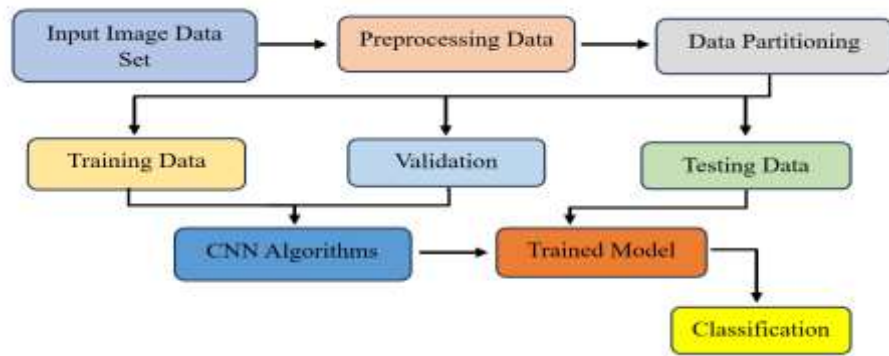 Input Image Data
Set
Preprocessing Data
Data Partitioning
Training Data
Validation
Testing Data
CNN Algorithms
Trained Model
Classification